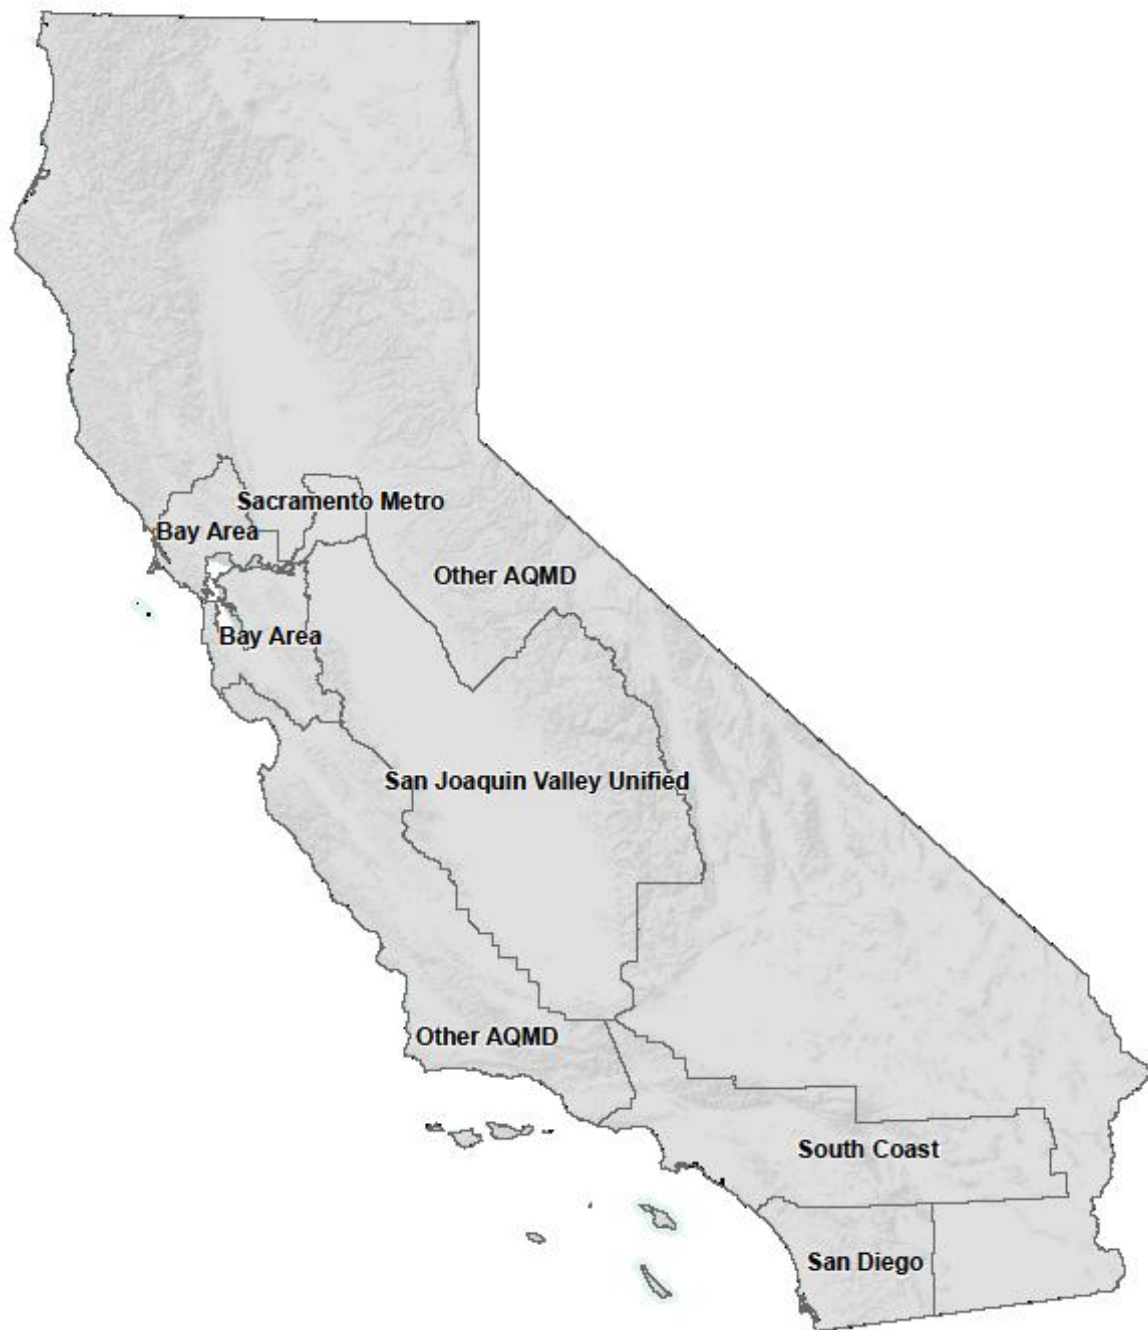 Sacramento Metro
Bay Area
Other AQMD
Bay Area
San Joaquin Valley Unified
Other AQMD
South Coast
San Diego